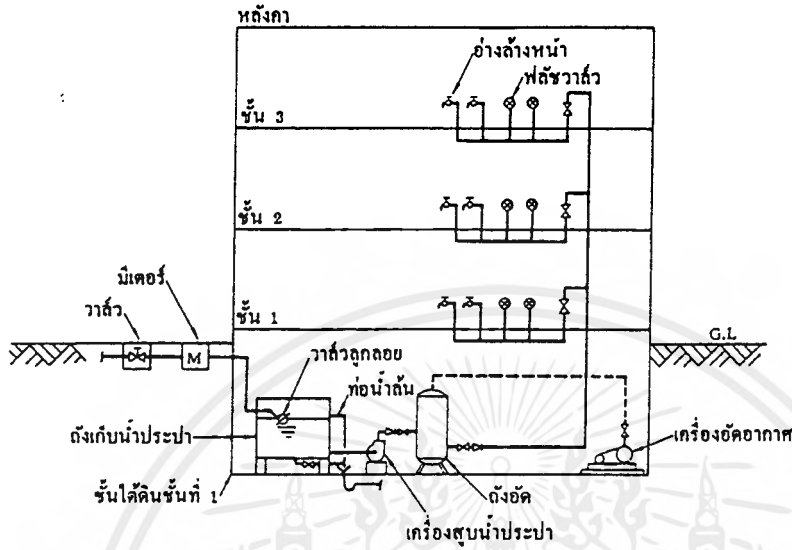 หลังคา
อ่างล้างหน้า
ฟลัชวาล์ว
ชั้น 3
ชั้น 2
มิเตอร์
วาล์ว
ชั้น 1
G.L
M
วาล์วลูกลอย
ท่อน้ำล้น
ถังเก็บน้ำประปา
เครื่องอัดอากาศ
ชั้นใต้ดินชั้นที่ 1
ถังอัด
เครื่องสูบน้ำประปา